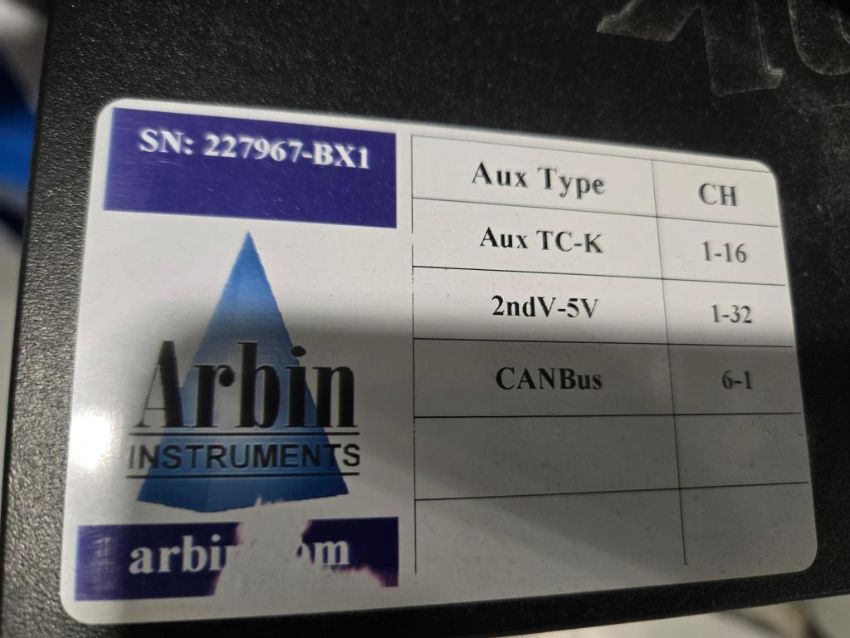 SN: 227967-BX1
Arbin
INSTRUMENTS
Aux Type CH
Aux TC-K 1-16
2ndV-5V 1-32
CANBus 6-1